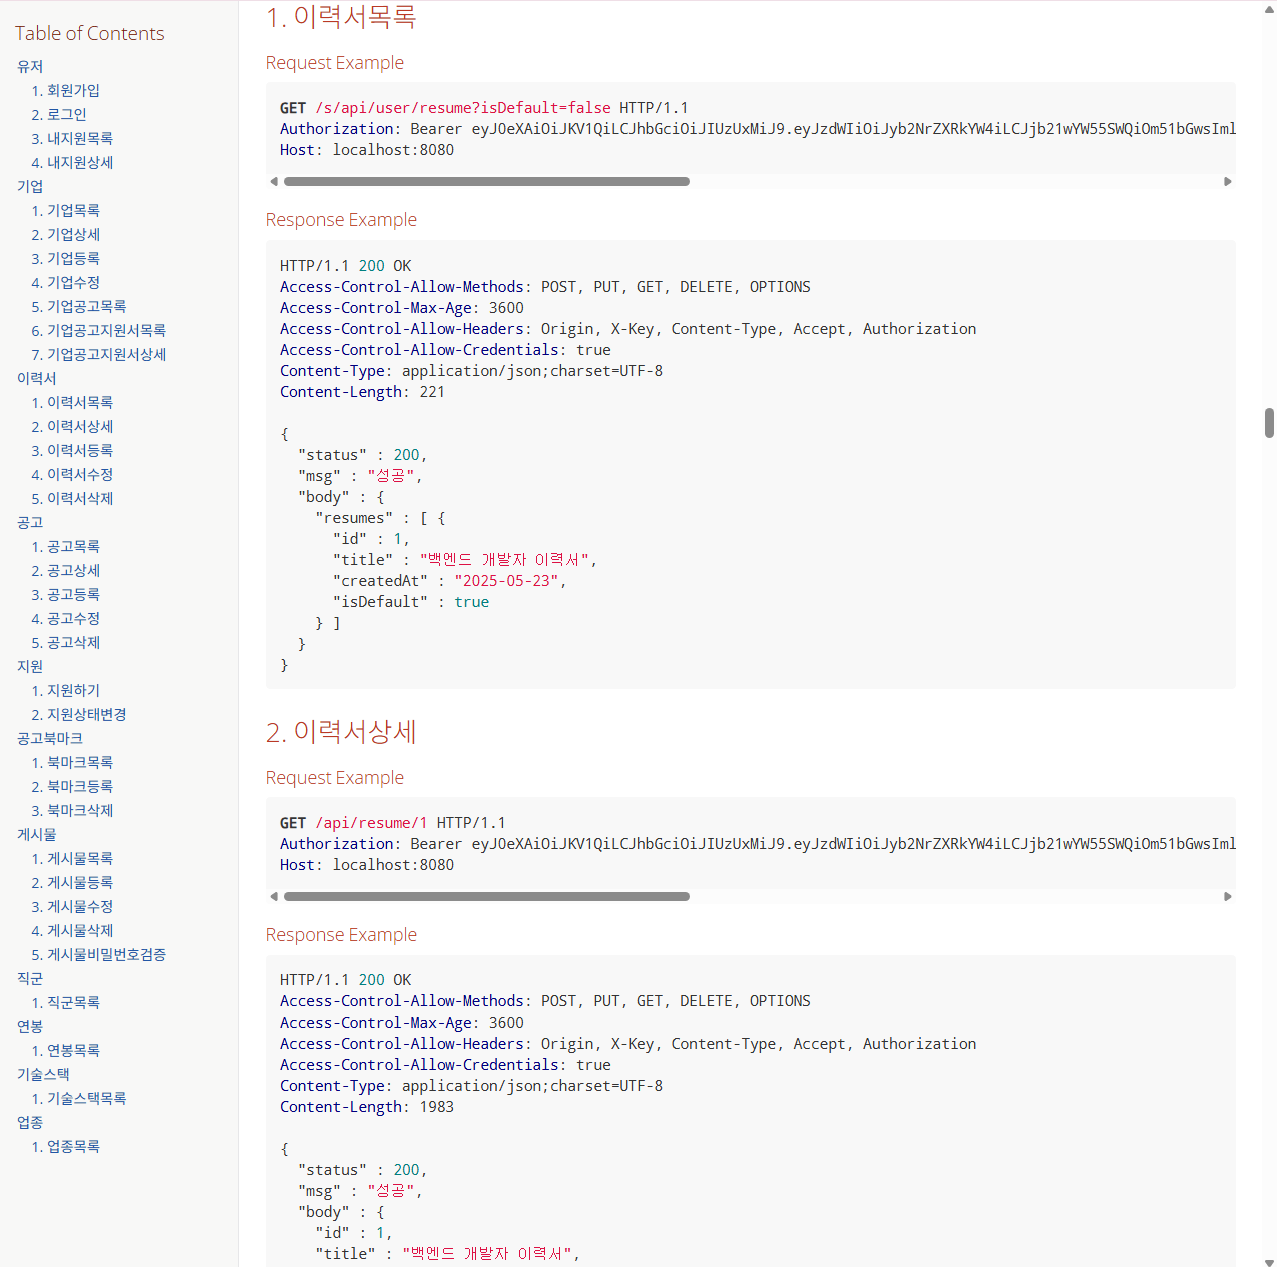 Table of Contents
유저
1. 회원가입
2. 로그인
3. 내지원목록
4. 내지원상세
기업
1. 기업목록
2. 기업상세
3. 기업등록
4. 기업수정
5. 기업공고목록
6. 기업공고지원서목록
7. 기업공고지원서상세
이력서
1. 이력서목록
2. 이력서상세
3. 이력서등록
4. 이력서수정
5. 이력서삭제
공고
1. 공고목록
2. 공고상세
3. 공고등록
4. 공고수정
5. 공고삭제
지원
1. 지원하기
2. 지원상태변경
공고북마크
1. 북마크목록
2. 북마크등록
3. 북마크삭제
게시물
1. 게시물목록
2. 게시물등록
3. 게시물수정
4. 게시물삭제
5. 게시물비밀번호검증
직군
1. 직군목록
연봉
1. 연봉목록
기술스택
1. 기술스택목록
업종
1. 업종목록
1. 이력서목록
Request Example
GET /s/api/user/resume?isDefault=false HTTP/1.1
Authorization: Bearer eyJ0eXAiOiJKV1QiLCJhbGciOiJIUzUxMiJ9.eyJzdWIiOiJyb2NrZXRkYW4iLCJjb21wYW55SWQiOm51bGwsIml
Host: localhost:8080
Response Example
HTTP/1.1 200 OK
Access-Control-Allow-Methods: POST, PUT, GET, DELETE, OPTIONS
Access-Control-Max-Age: 3600
Access-Control-Allow-Headers: Origin, X-Key, Content-Type, Accept, Authorization
Access-Control-Allow-Credentials: true
Content-Type: application/json;charset=UTF-8
Content-Length: 221
{
"status" : 200,
"msg" : "성공",
"body" : {
"resumes" : [ {
"id" : 1,
"title" : "백엔드 개발자 이력서",
"createdAt" : "2025-05-23",
"isDefault" : true
} ]
}
}
2. 이력서상세
Request Example
GET /api/resume/1 HTTP/1.1
Authorization: Bearer eyJ0eXAiOiJKV1QiLCJhbGciOiJIUzUxMiJ9.eyJzdWIiOiJyb2NrZXRkYW4iLCJjb21wYW55SWQiOm51bGwsIml
Host: localhost:8080
Response Example
HTTP/1.1 200 OK
Access-Control-Allow-Methods: POST, PUT, GET, DELETE, OPTIONS
Access-Control-Max-Age: 3600
Access-Control-Allow-Headers: Origin, X-Key, Content-Type, Accept, Authorization
Access-Control-Allow-Credentials: true
Content-Type: application/json;charset=UTF-8
Content-Length: 1983
{
"status" : 200,
"msg" : "성공",
"body" : {
"id" : 1,
"title" : "백엔드 개발자 이력서",